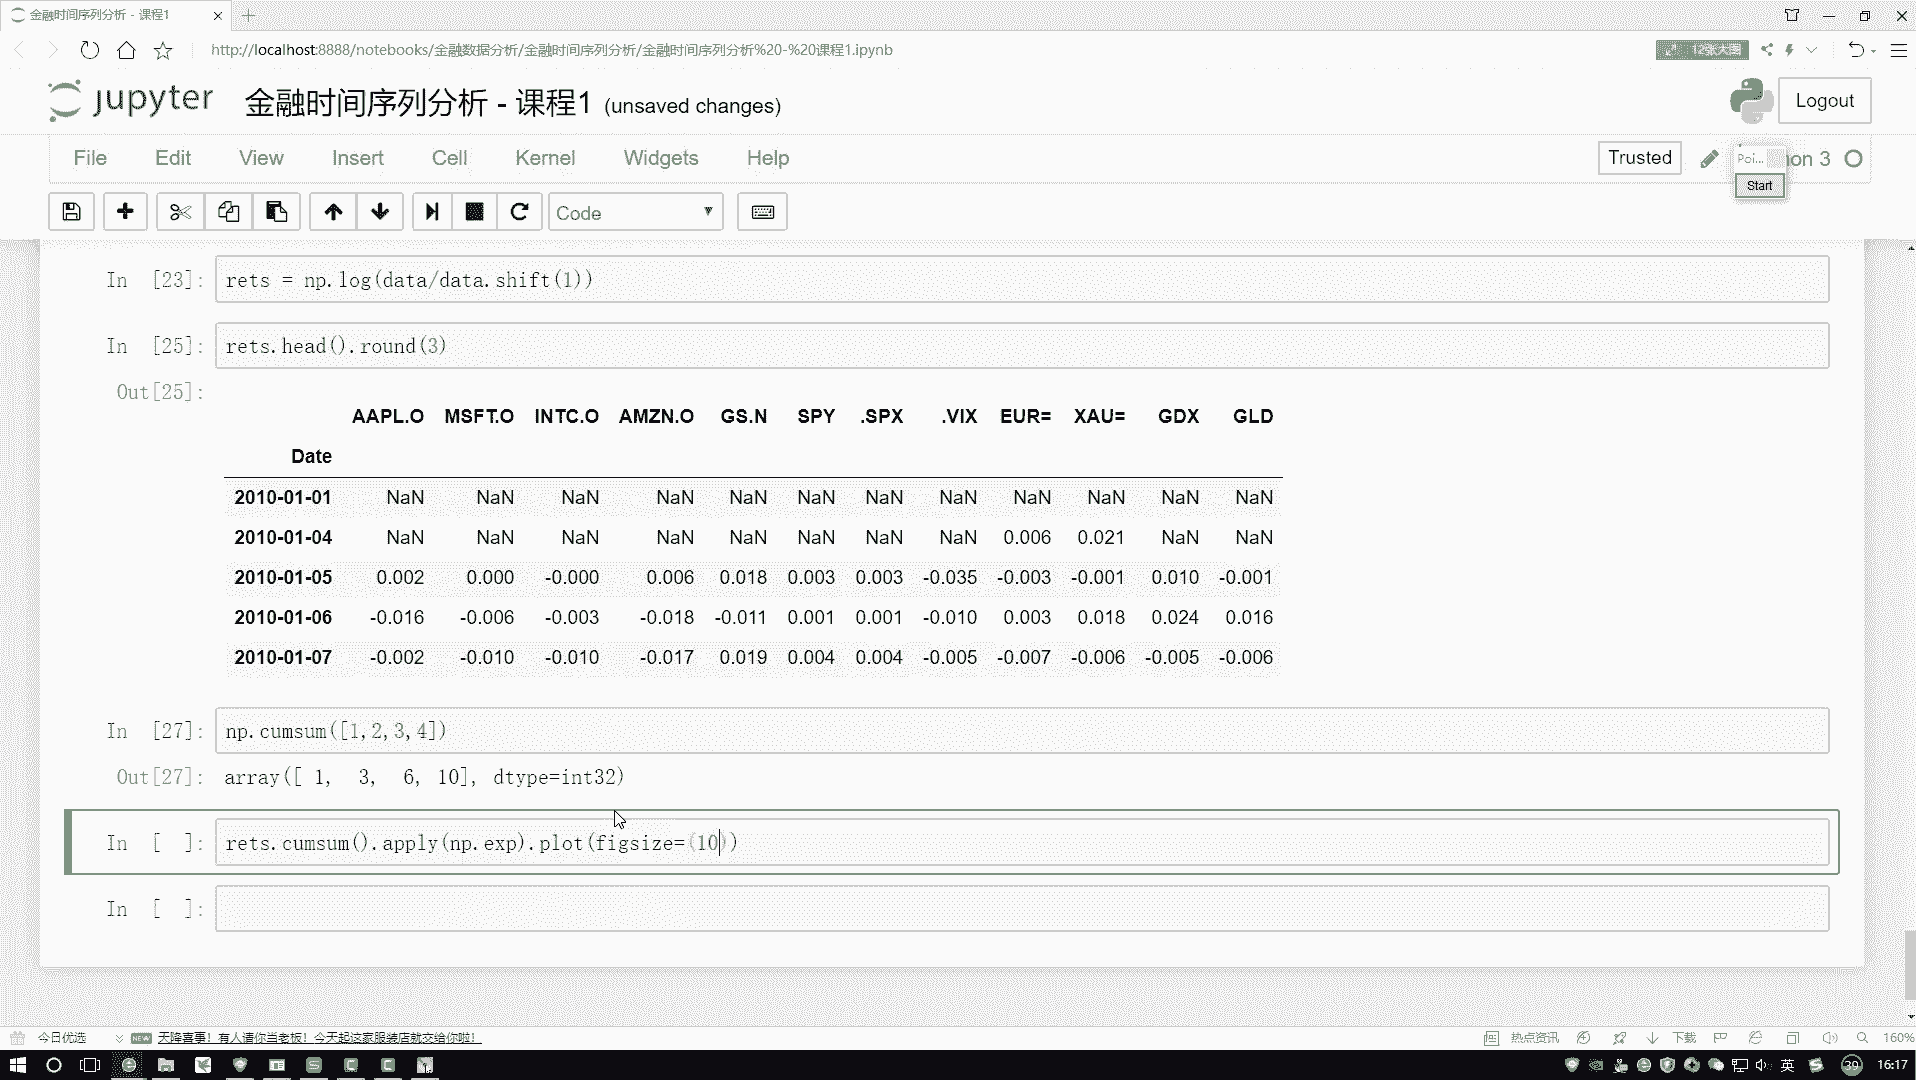 金融时间序列分析 - 课程1
http://localhost:8888/notebooks/金融数据分析/金融时间序列分析/金融时间序列分析%20-%20课程1.ipynb
12张大图
jupyter 金融时间序列分析 - 课程1 (unsaved changes)
Logout
File Edit View Insert Cell Kernel Widgets Help
Trusted
Poi... on 3
Start
Code
In [23]: rets = np.log(data/data.shift(1))
In [25]: rets.head().round(3)
Out[25]:
AAPL.O MSFT.O INTC.O AMZN.O GS.N SPY .SPX .VIX EUR= XAU= GDX GLD
Date
2010-01-01 NaN NaN NaN NaN NaN NaN NaN NaN NaN NaN NaN NaN
2010-01-04 NaN NaN NaN NaN NaN NaN NaN NaN 0.006 0.021 NaN NaN
2010-01-05 0.002 0.000 -0.000 0.006 0.018 0.003 0.003 -0.035 -0.003 -0.001 0.010 -0.001
2010-01-06 -0.016 -0.006 -0.003 -0.018 -0.011 0.001 0.001 -0.010 0.003 0.018 0.024 0.016
2010-01-07 -0.002 -0.010 -0.010 -0.017 0.019 0.004 0.004 -0.005 -0.007 -0.006 -0.005 -0.006
In [27]: np.cumsum([1,2,3,4])
Out[27]: array([ 1, 3, 6, 10], dtype=int32)
In [ ]: rets.cumsum().apply(np.exp).plot(figsize=(10))
In [ ]:
今日优选 NEW 天降喜事！有人请你当老板！今天起这家服装店就交给你啦！ 热点资讯 下载 160%
英 39 16:17